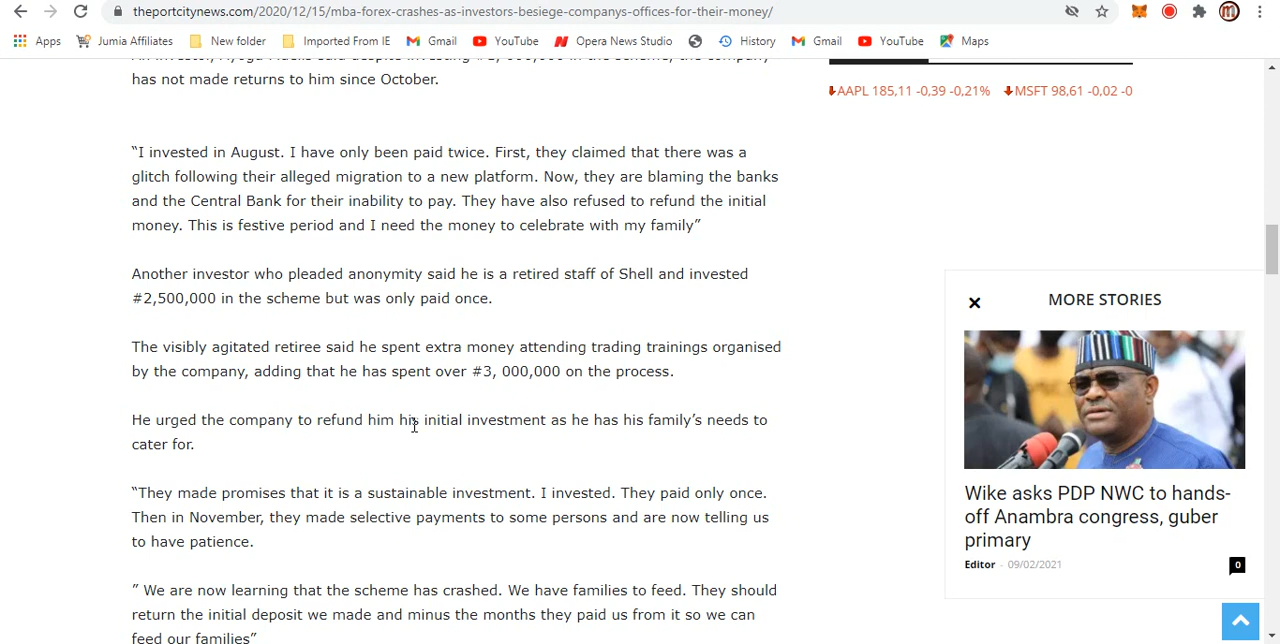 theportcitynews.com/2020/12/15/mba-forex-crashes-as-investors-besiege-companys-offices-for-their-money/
Apps Jumia Affiliates New folder Imported From IE Gmail YouTube Opera News Studio History Gmail YouTube Maps
has not made returns to him since October.
AAPL 185,11 -0,39 -0,21% MSFT 98,61 -0,02 -0
“I invested in August. I have only been paid twice. First, they claimed that there was a
glitch following their alleged migration to a new platform. Now, they are blaming the banks
and the Central Bank for their inability to pay. They have also refused to refund the initial
money. This is festive period and I need the money to celebrate with my family”
Another investor who pleaded anonymity said he is a retired staff of Shell and invested
#2,500,000 in the scheme but was only paid once.
The visibly agitated retiree said he spent extra money attending trading trainings organised
by the company, adding that he has spent over #3, 000,000 on the process.
He urged the company to refund him his initial investment as he has his family’s needs to
cater for.
“They made promises that it is a sustainable investment. I invested. They paid only once.
Then in November, they made selective payments to some persons and are now telling us
to have patience.
” We are now learning that the scheme has crashed. We have families to feed. They should
return the initial deposit we made and minus the months they paid us from it so we can
feed our families”
MORE STORIES
Wike asks PDP NWC to hands-
off Anambra congress, guber
primary
Editor - 09/02/2021
0